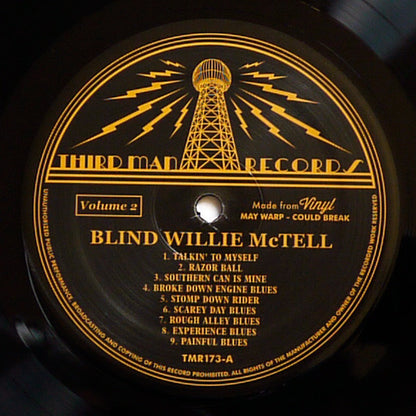 THIRD MAN RECORDS
Volume 2
Made from Vinyl
MAY WARP - COULD BREAK
BLIND WILLIE McTELL
1. TALKIN' TO MYSELF
2. RAZOR BALL
3. SOUTHERN CAN IS MINE
4. BROKE DOWN ENGINE BLUES
5. STOMP DOWN RIDER
6. SCAREY DAY BLUES
7. ROUGH ALLEY BLUES
8. EXPERIENCE BLUES
9. PAINFUL BLUES
TMR173-A
UNAUTHORIZED PUBLIC PERFORMANCE BROADCASTING AND COPYING OF THIS RECORD PROHIBITED. ALL RIGHTS OF THE MANUFACTURER AND OWNER OF THE RECORDED WORK RESERVED